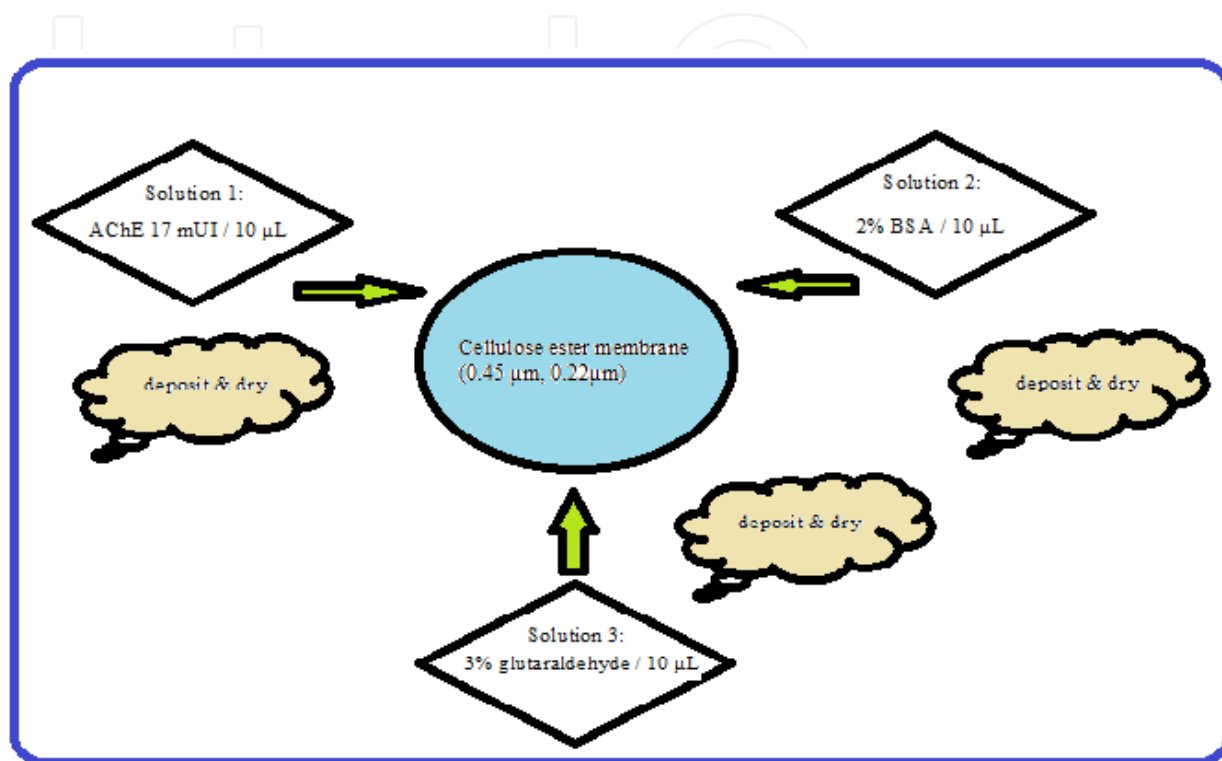 Solution 1:
AChE 17 mUI / 10 µL
Solution 2:
2% BSA / 10 µL
Cellulose ester membrane
(0.45 µm, 0.22µm)
deposit & dry
deposit & dry
deposit & dry
Solution 3:
3% glutaraldehyde / 10 µL